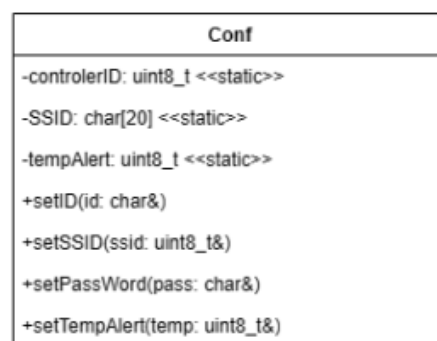 Conf
-controlerID: uint8_t <<static>>
-SSID: char[20] <<static>>
-tempAlert: uint8_t <<static>>
+setID(id: char&)
+setSSID(ssid: uint8_t&)
+setPassWord(pass: char&)
+setTempAlert(temp: uint8_t&)